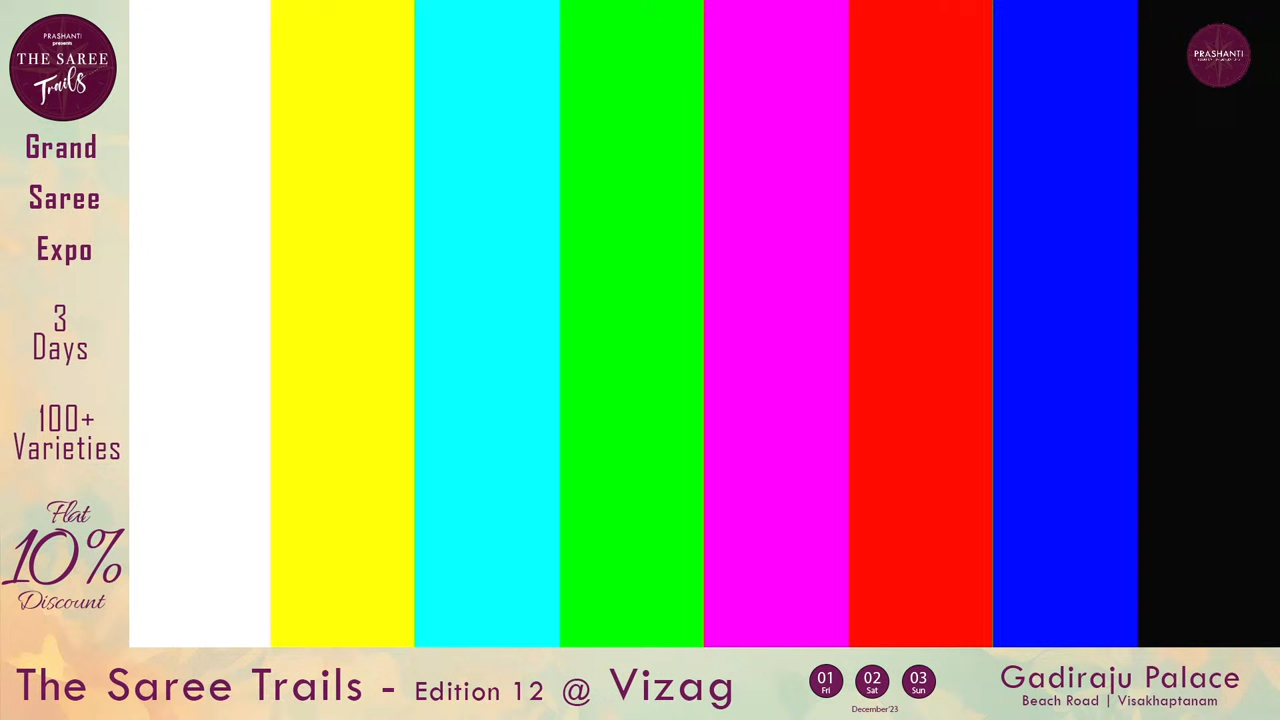 PRASHANTI
presents
THE SAREE
Trails
Grand
Saree
Expo
3
Days
100+
Varieties
Flat
10%
Discount
PRASHANTI
The Saree Trails - Edition 12 @ Vizag
01 02 03
Fri Sat Sun
December'23
Gadiraju Palace
Beach Road | Visakhaptanam